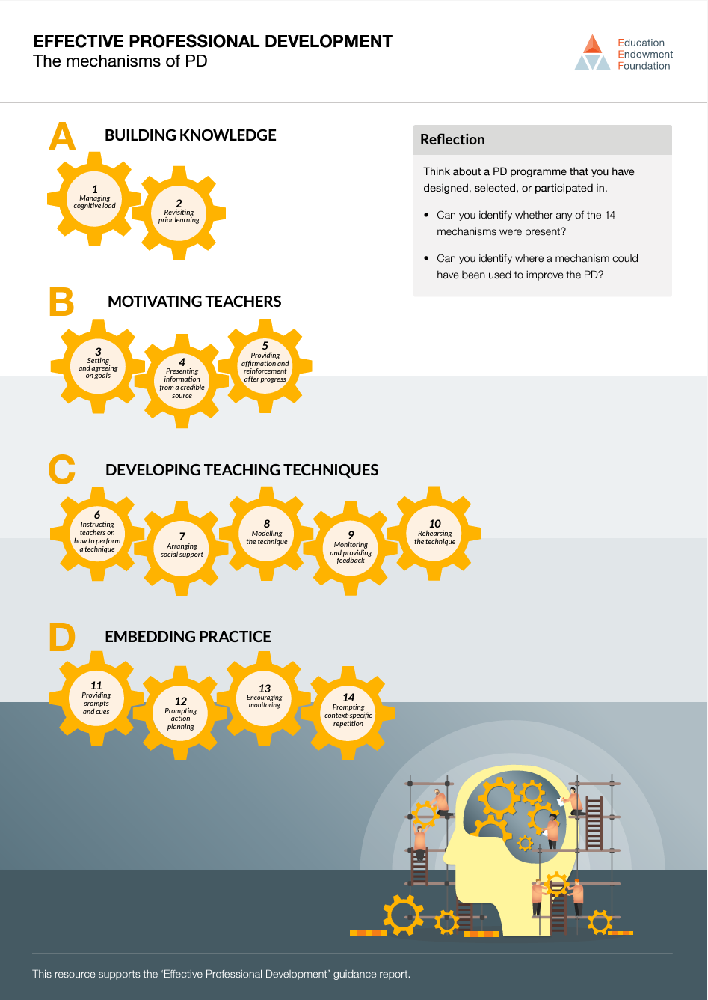 EFFECTIVE PROFESSIONAL DEVELOPMENT
The mechanisms of PD
Education
Endowment
Foundation
A
BUILDING KNOWLEDGE
1
Managing
cognitive load
2
Revisiting
prior learning
Reflection
Think about a PD programme that you have
designed, selected, or participated in.
• Can you identify whether any of the 14
mechanisms were present?
• Can you identify where a mechanism could
have been used to improve the PD?
B
MOTIVATING TEACHERS
3
Setting
and agreeing
on goals
4
Presenting
information
from a credible
source
5
Providing
affirmation and
reinforcement
after progress
C
DEVELOPING TEACHING TECHNIQUES
6
Instructing
teachers on
how to perform
a technique
7
Arranging
social support
8
Modelling
the technique
9
Monitoring
and providing
feedback
10
Rehearsing
the technique
D
EMBEDDING PRACTICE
11
Providing
prompts
and cues
12
Prompting
action
planning
13
Encouraging
monitoring
14
Prompting
context-specific
repetition
This resource supports the ‘Effective Professional Development’ guidance report.